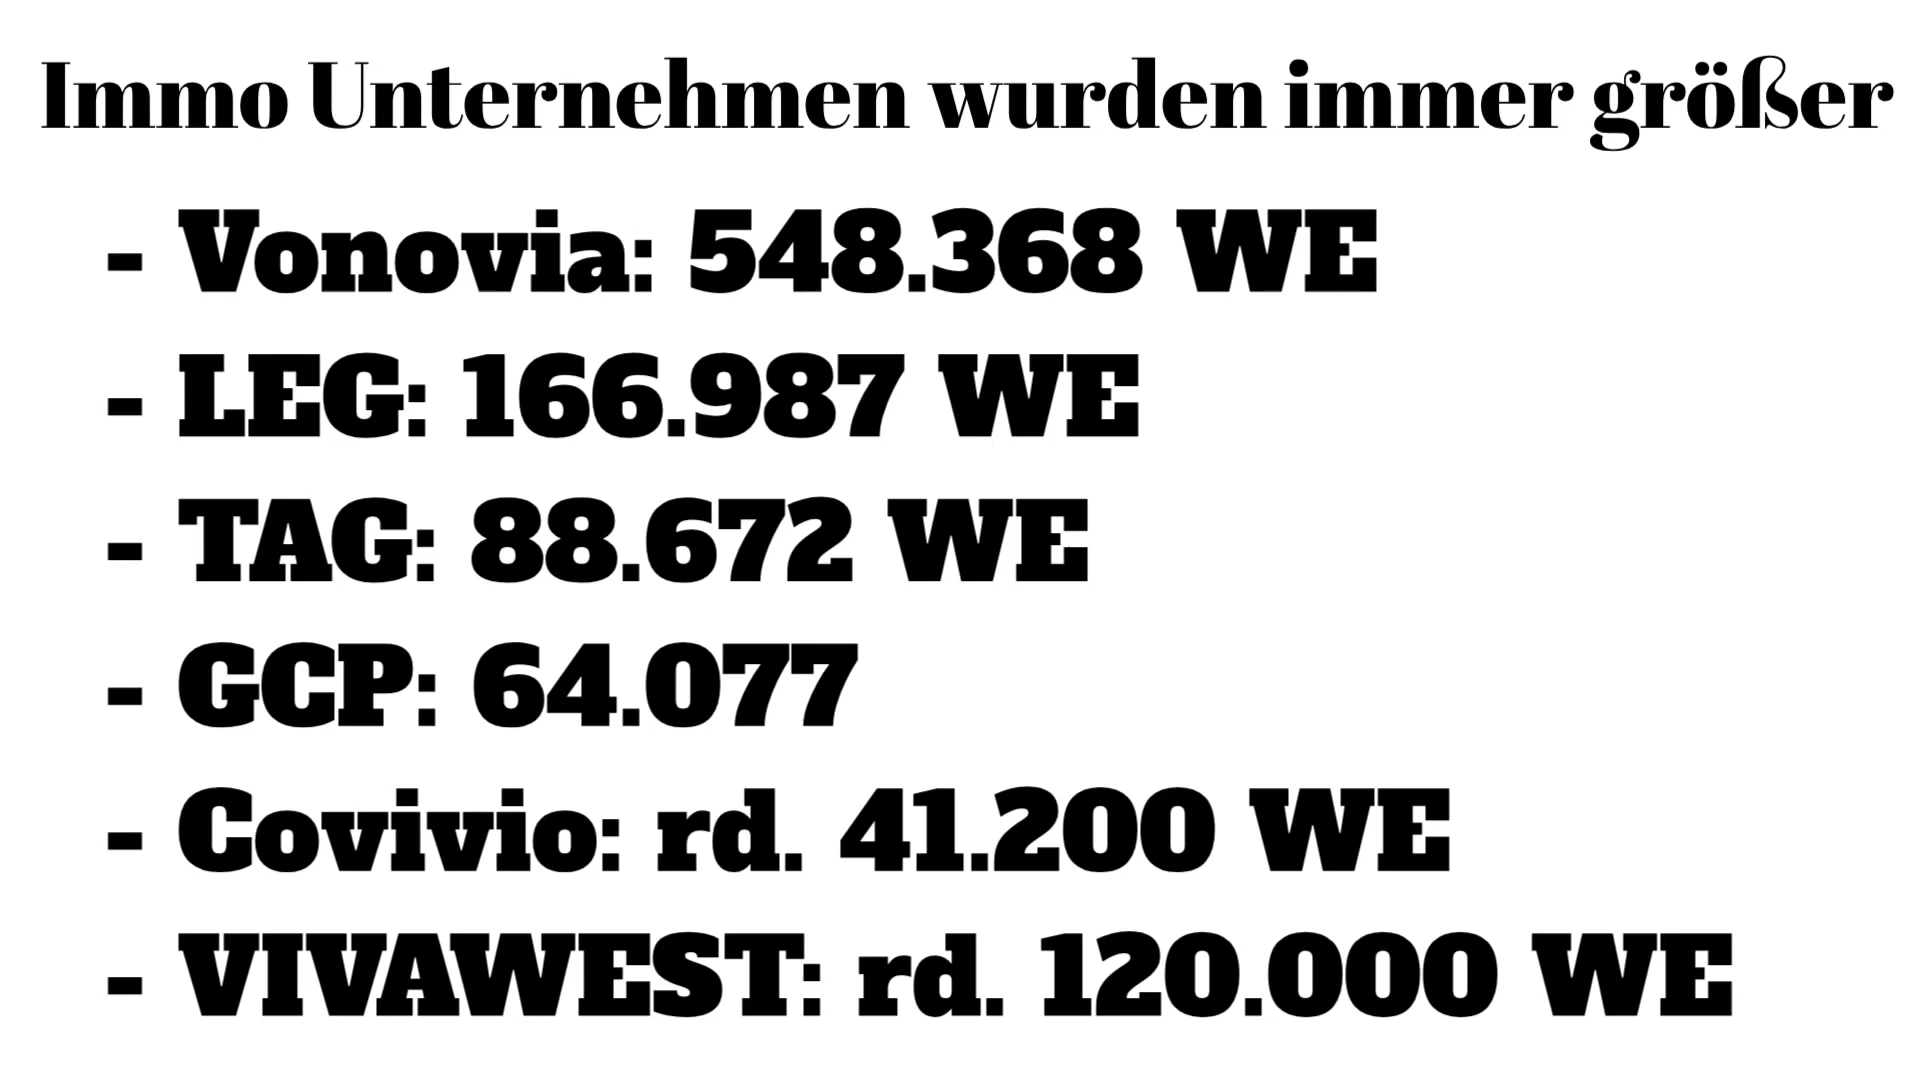 Immo Unternehmen wurden immer größer
- Vonovia: 548.368 WE
- LEG: 166.987 WE
- TAG: 88.672 WE
- GCP: 64.077
- Covivio: rd. 41.200 WE
- VIVAWEST: rd. 120.000 WE